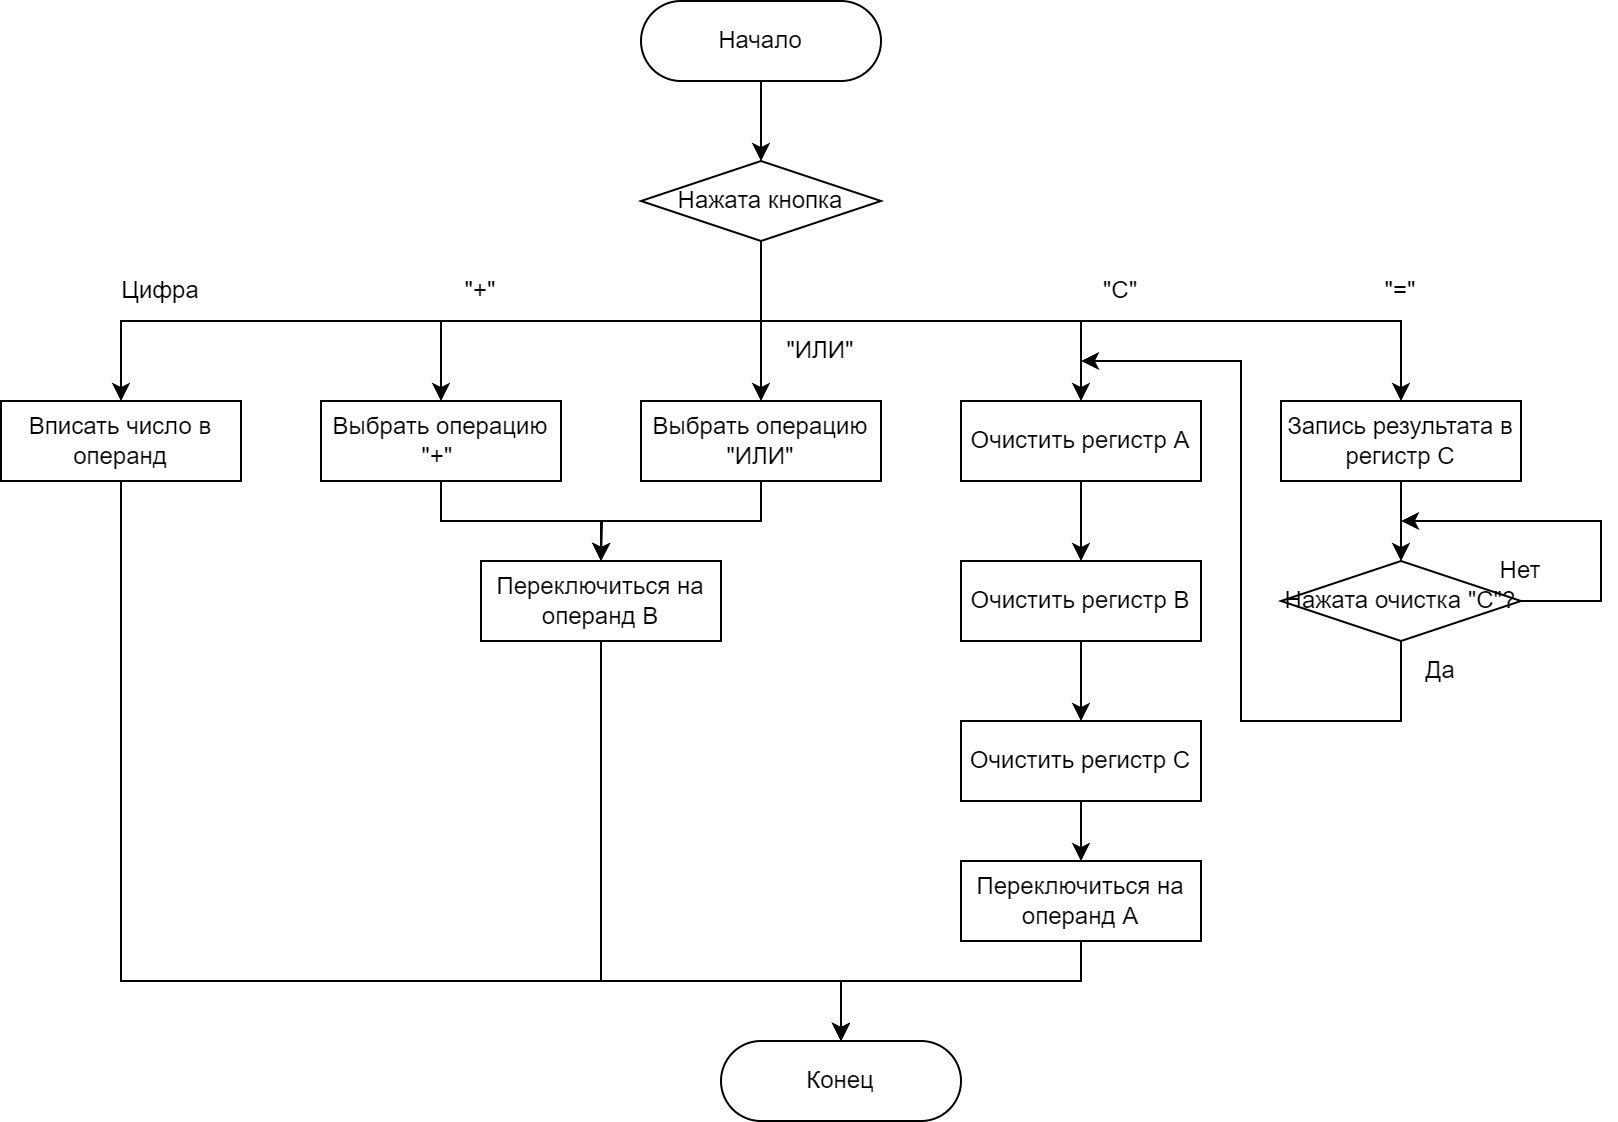 Начало
Нажата кнопка
Цифра
"+"
"C"
"="
"ИЛИ"
Вписать число в
операнд
Выбрать операцию
"+"
Выбрать операцию
"ИЛИ"
Очистить регистр A
Запись результата в
регистр C
Переключиться на
операнд B
Очистить регистр B
Нет
Нажата очистка "C"?
Да
Очистить регистр C
Переключиться на
операнд A
Конец